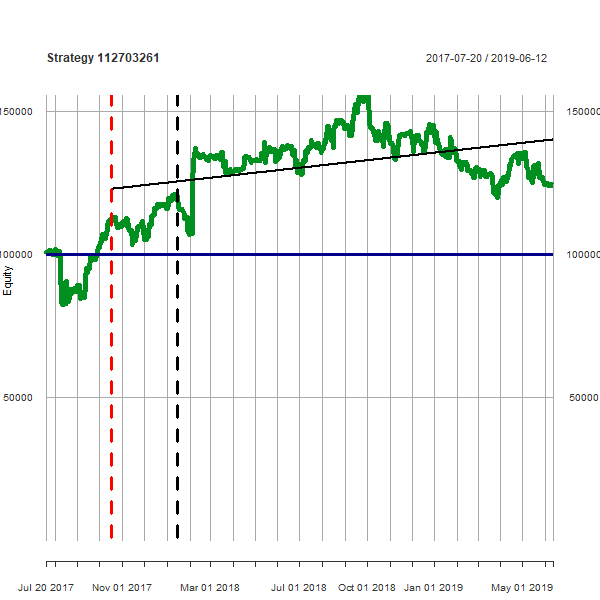 Strategy 112703261
2017-07-20 / 2019-06-12
150000
150000
100000
100000
Equity
50000
50000
Jul 20 2017
Nov 01 2017
Mar 01 2018
Jul 01 2018
Oct 01 2018
Jan 01 2019
May 01 2019